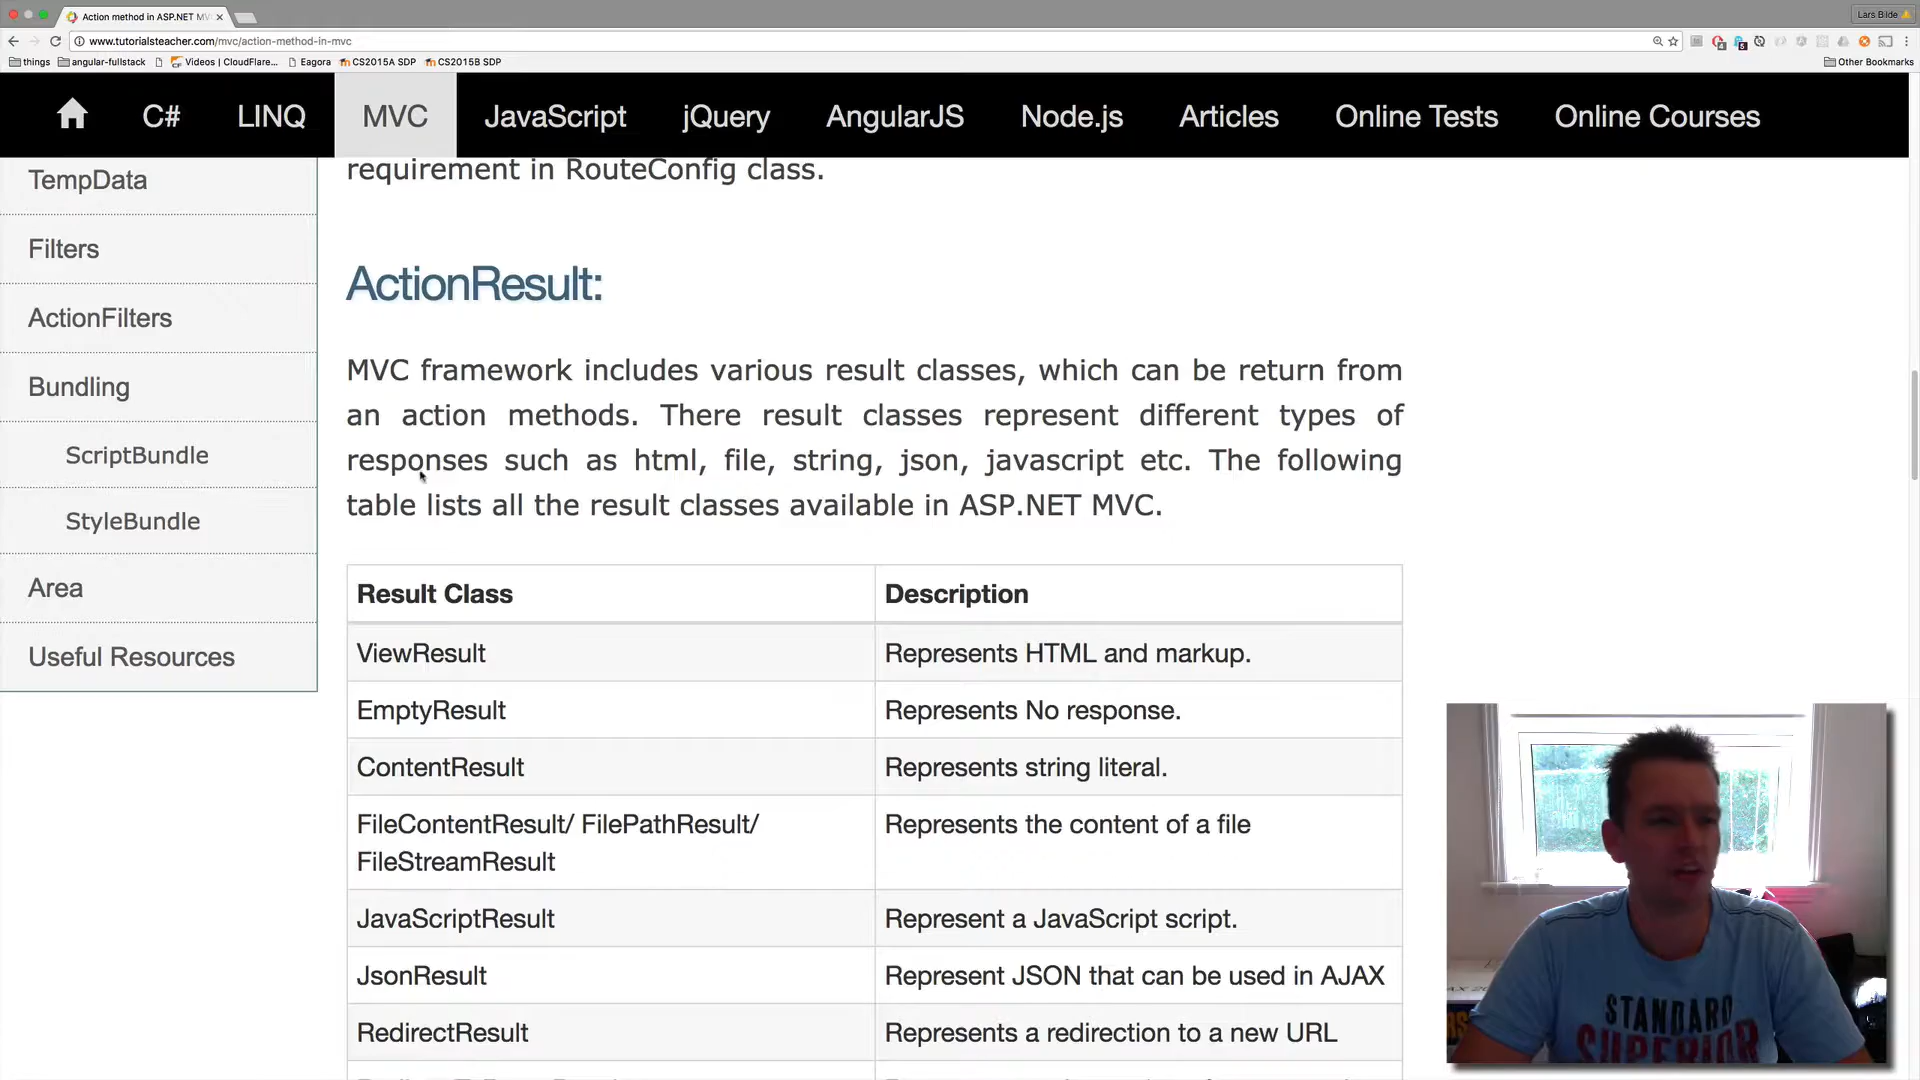 Action method in ASP.NET MV
Lars Bilde
www.tutorialsteacher.com/mvc/action-method-in-mvc
things angular-fullstack Videos | CloudFlare... Eagora CS2015A SDP CS2015B SDP Other Bookmarks
C# LINQ MVC JavaScript jQuery AngularJS Node.js Articles Online Tests Online Courses
TempData
Filters
ActionFilters
Bundling
ScriptBundle
StyleBundle
Area
Useful Resources
requirement in RouteConfig class.
ActionResult:
MVC framework includes various result classes, which can be return from
an action methods. There result classes represent different types of
responses such as html, file, string, json, javascript etc. The following
table lists all the result classes available in ASP.NET MVC.
Result Class Description
ViewResult Represents HTML and markup.
EmptyResult Represents No response.
ContentResult Represents string literal.
FileContentResult/ FilePathResult/ Represents the content of a file
FileStreamResult
JavaScriptResult Represent a JavaScript script.
JsonResult Represent JSON that can be used in AJAX
RedirectResult Represents a redirection to a new URL
STANDARD
SUPERIOR